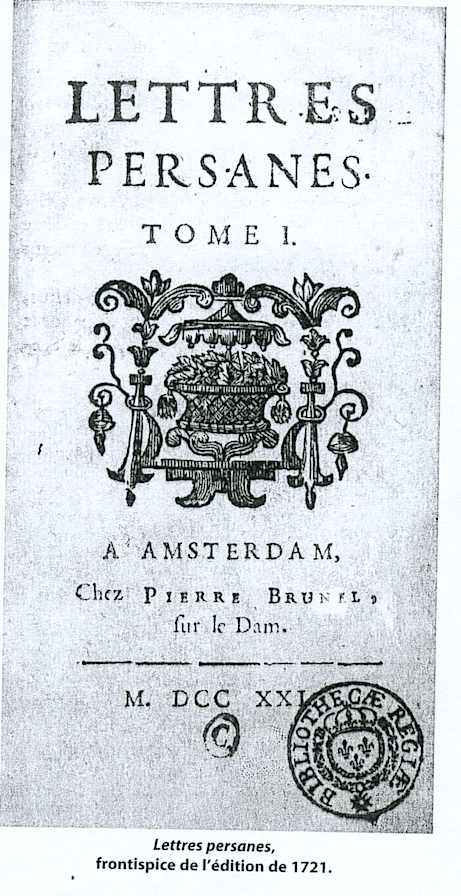 LETTRES
PERSANES.
TOME I.
A AMSTERDAM,
Chez PIERRE BRUNEL,
sur le Dam.
M. DCC XXI
C
BIBLIOTHECÆ REGIÆ
Lettres persanes,
frontispice de l'édition de 1721.